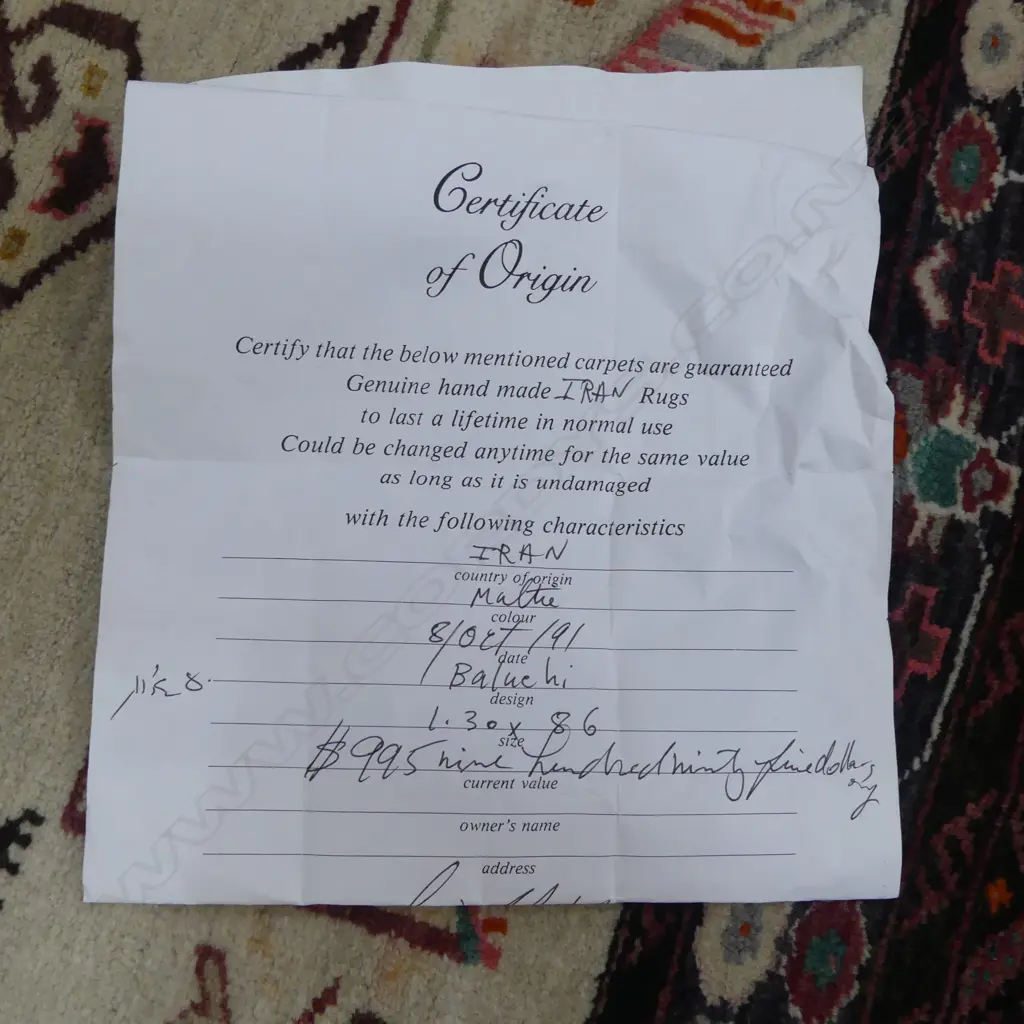 Certificate
of Origin
Certify that the below mentioned carpets are guaranteed
Genuine hand made IRAN Rugs
to last a lifetime in normal use
Could be changed anytime for the same value
as long as it is undamaged
with the following characteristics
IRAN
country of origin
colour
8/Oct/91
date
Baluchi
design
1.30 x 86
size
$995 nine hundred ninty five dollars
current value
owner's name
address